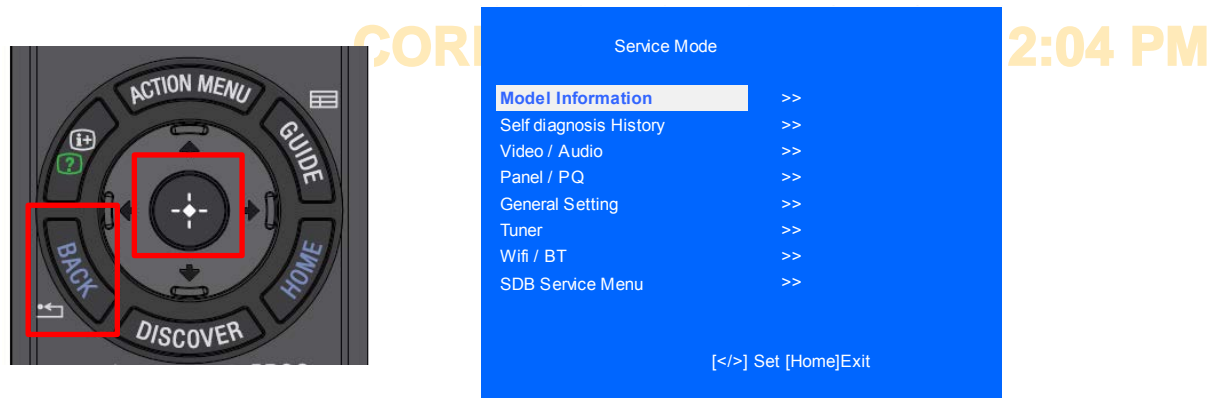 COR
2:04 PM
ACTION MENU
GUIDE
i+
?
BACK
HOME
DISCOVER
Service Mode
Model Information >>
Self diagnosis History >>
Video / Audio >>
Panel / PQ >>
General Setting >>
Tuner >>
Wifi / BT >>
SDB Service Menu >>
[</>] Set [Home]Exit